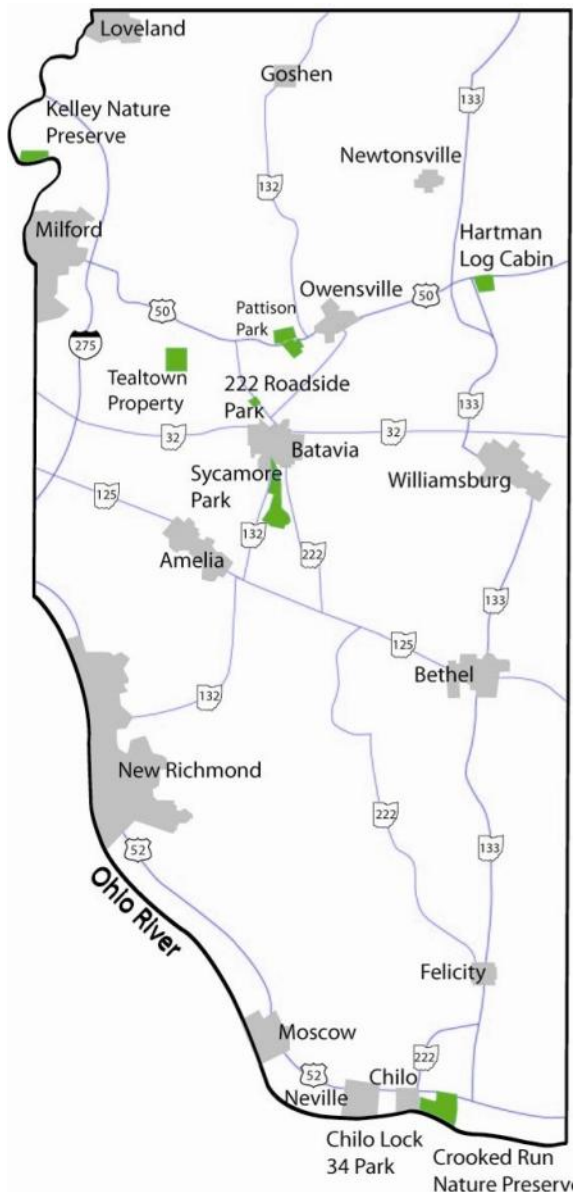 Loveland
Goshen
133
Kelley Nature
Preserve
Newtonsville
132
Milford
Hartman
Log Cabin
Owensville
50
50
Pattison
Park
275
Tealtown
Property
222 Roadside
Park
133
32
32
Batavia
Sycamore
Park
Williamsburg
125
132
222
Amelia
133
125
Bethel
132
New Richmond
222
133
52
Ohio River
Felicity
Moscow
222
52
Chilo
Neville
Chilo Lock
34 Park
Crooked Run
Nature Preserve